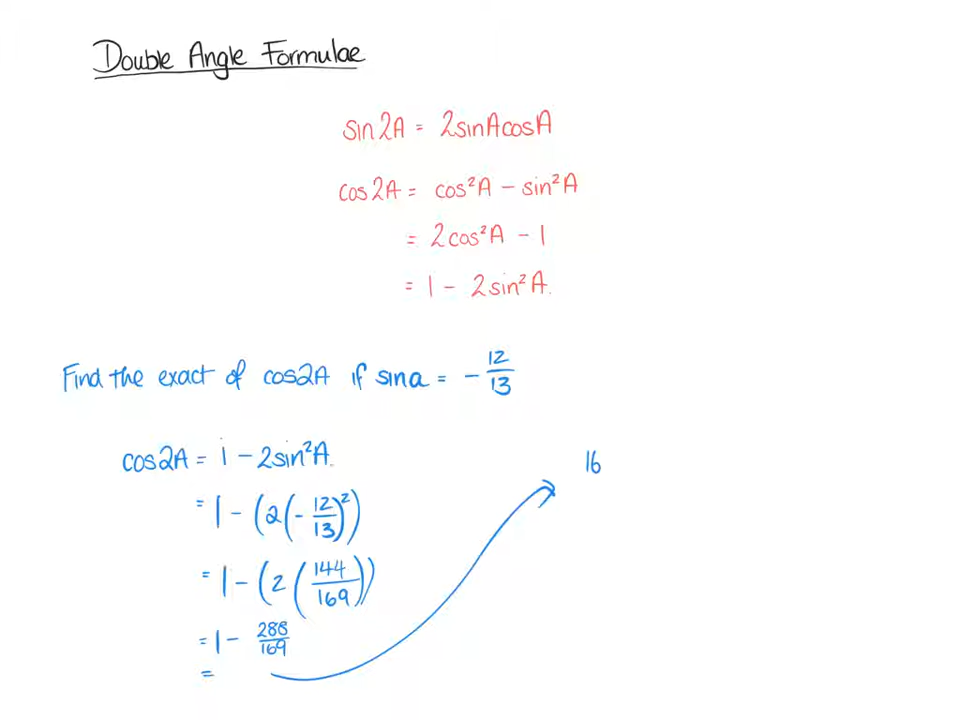 Double Angle Formulae
sin2A = 2sinAcosA
cos2A = cos²A − sin²A
= 2cos²A − 1
= 1 − 2sin²A.
Find the exact of cos2A if sina = − 12/13
cos2A = 1 − 2sin²A.
= 1 − (2(− 12/13)²)
= 1 − (2(144/169))
= 1 − 288/169
=
16